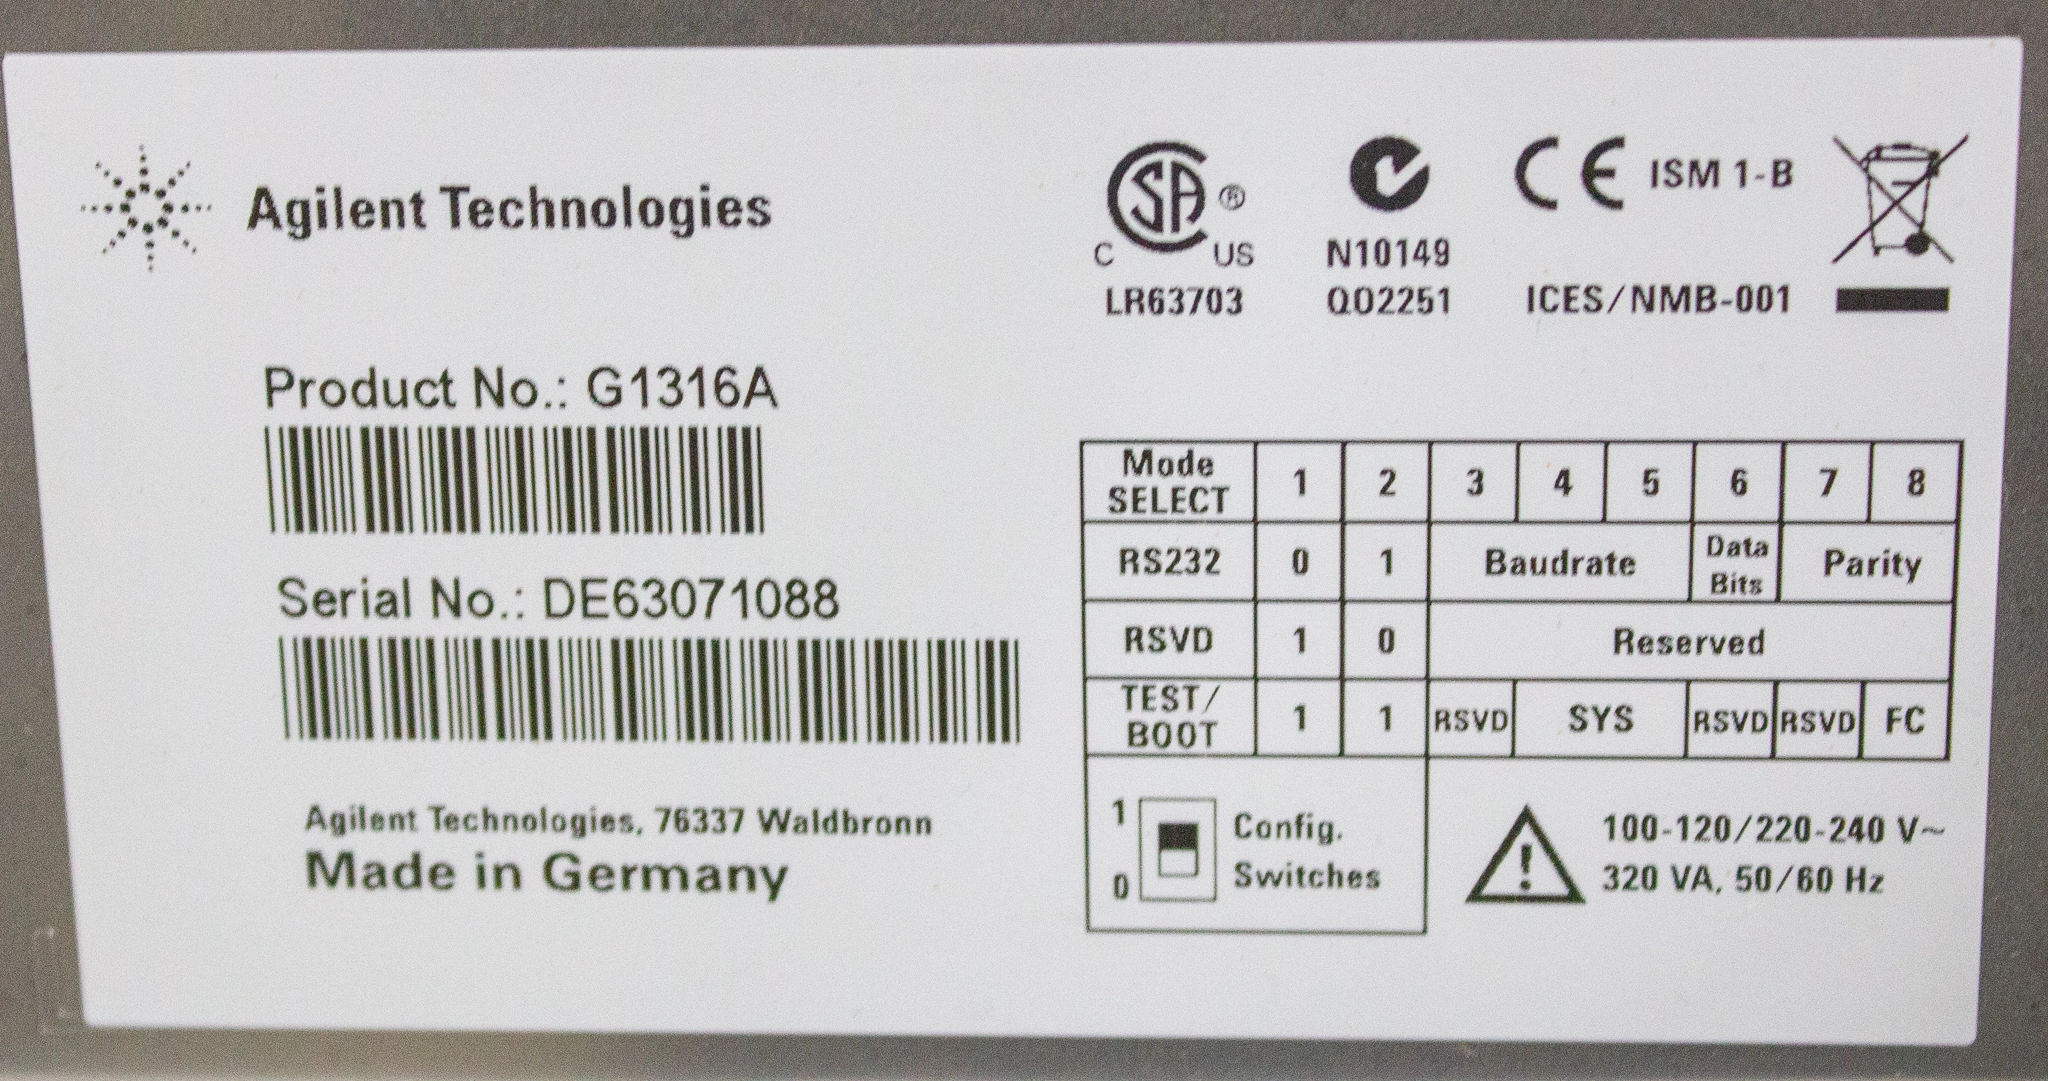 Agilent Technologies
SA ® C US
LR63703
N10149
Q02251
CE ISM 1-B
ICES/NMB-001
Product No.: G1316A
Serial No.: DE63071088
Agilent Technologies, 76337 Waldbronn
Made in Germany
Mode SELECT 1 2 3 4 5 6 7 8
RS232 0 1 Baudrate Data Bits Parity
RSVD 1 0 Reserved
TEST/ BOOT 1 1 RSVD SYS RSVD RSVD FC
1 Config.
0 Switches
! 100-120/220-240 V~
320 VA, 50/60 Hz